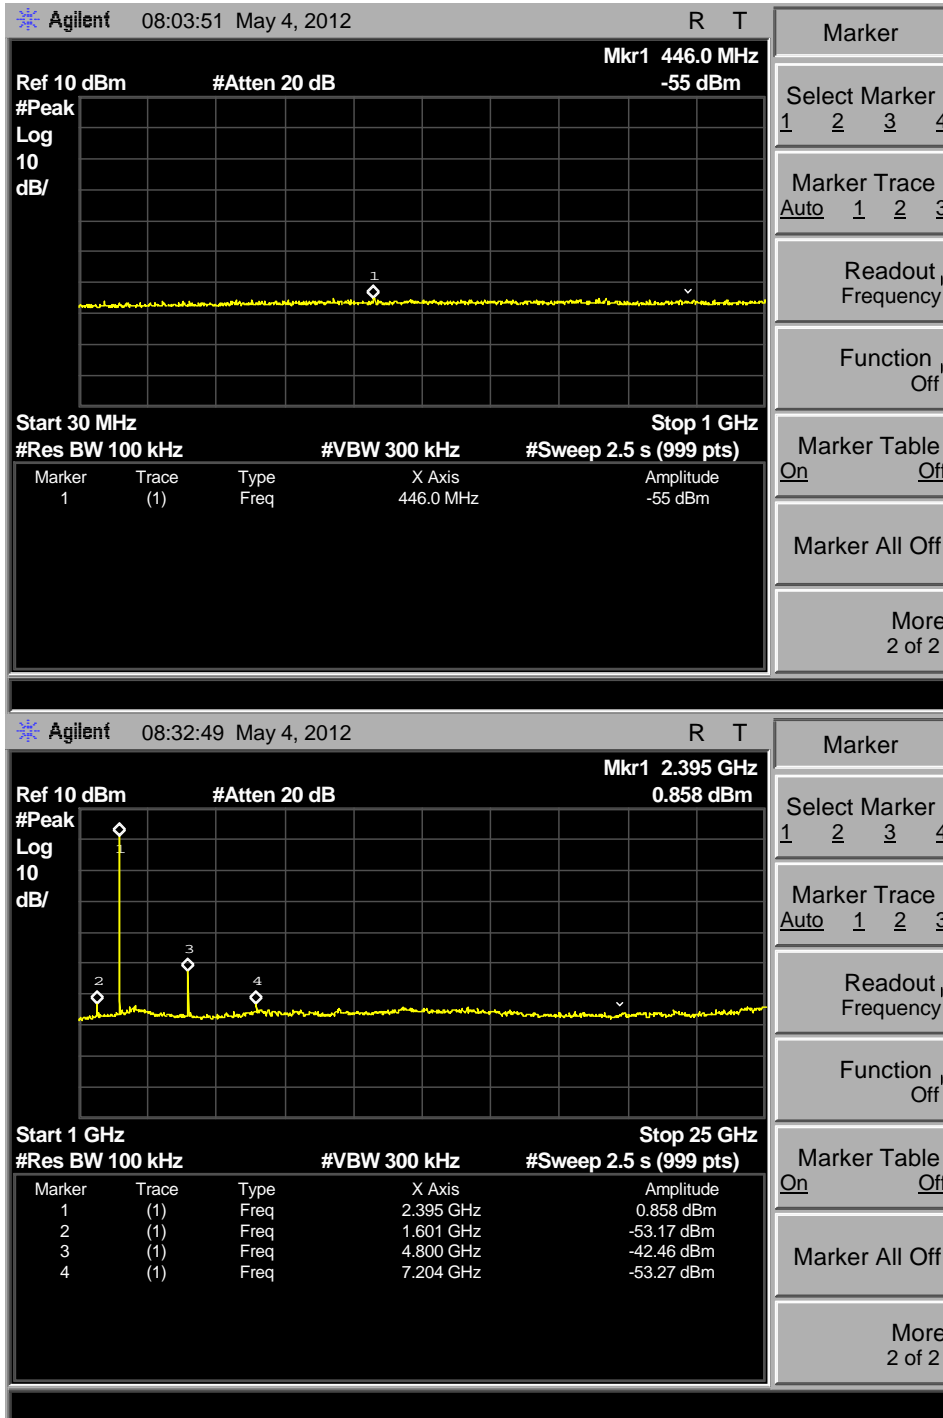 Agilent 08:03:51 May 4, 2012 R T
Marker
Mkr1 446.0 MHz
Ref 10 dBm #Atten 20 dB -55 dBm
#Peak
Log
10
dB/
1
Start 30 MHz Stop 1 GHz
#Res BW 100 kHz #VBW 300 kHz #Sweep 2.5 s (999 pts)
Marker Trace Type X Axis Amplitude
1 (1) Freq 446.0 MHz -55 dBm
Select Marker
1 2 3 4
Marker Trace
Auto 1 2 3
Readout
Frequency
Function
Off
Marker Table
On Off
Marker All Off
More
2 of 2
Agilent 08:32:49 May 4, 2012 R T
Marker
Mkr1 2.395 GHz
Ref 10 dBm #Atten 20 dB 0.858 dBm
#Peak
Log
10
dB/
1
2
3
4
Start 1 GHz Stop 25 GHz
#Res BW 100 kHz #VBW 300 kHz #Sweep 2.5 s (999 pts)
Marker Trace Type X Axis Amplitude
1 (1) Freq 2.395 GHz 0.858 dBm
2 (1) Freq 1.601 GHz -53.17 dBm
3 (1) Freq 4.800 GHz -42.46 dBm
4 (1) Freq 7.204 GHz -53.27 dBm
Select Marker
1 2 3 4
Marker Trace
Auto 1 2 3
Readout
Frequency
Function
Off
Marker Table
On Off
Marker All Off
More
2 of 2